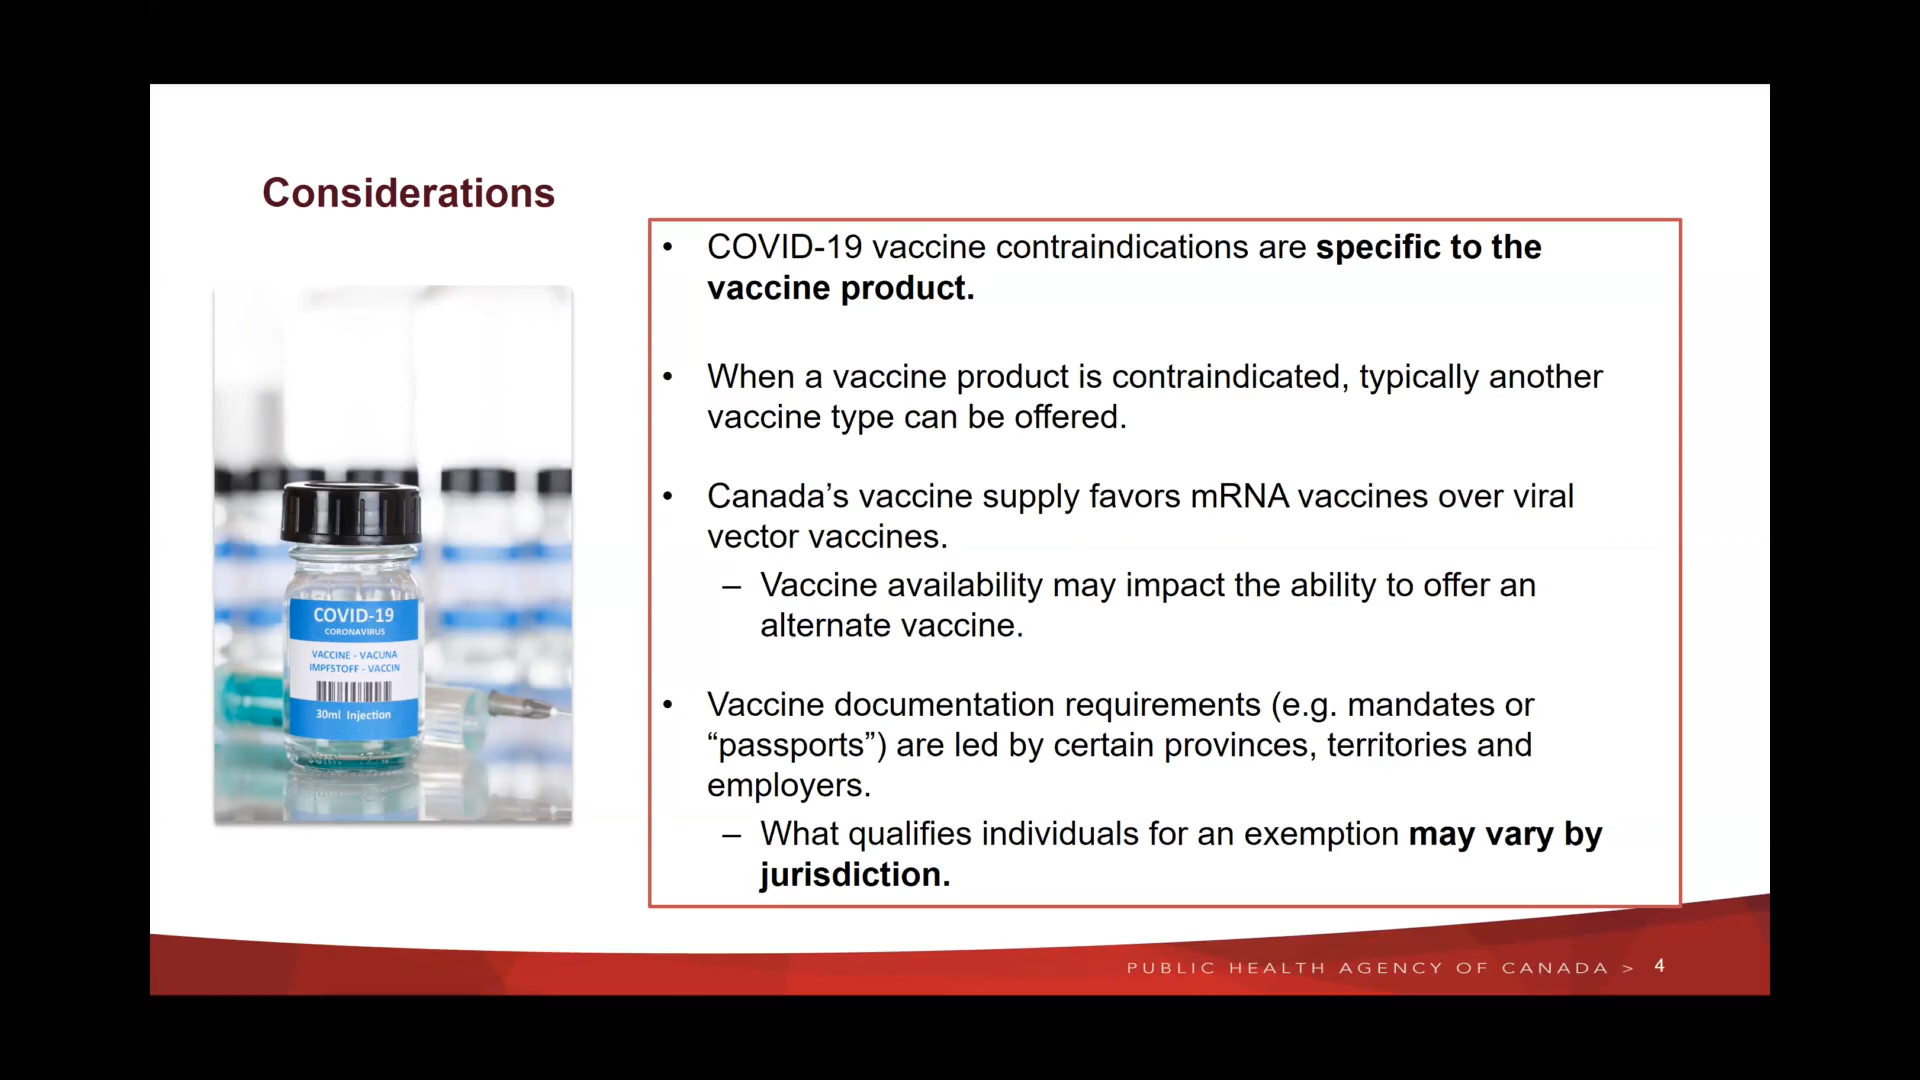 Considerations
• COVID-19 vaccine contraindications are specific to the
vaccine product.
• When a vaccine product is contraindicated, typically another
vaccine type can be offered.
• Canada’s vaccine supply favors mRNA vaccines over viral
vector vaccines.
– Vaccine availability may impact the ability to offer an
alternate vaccine.
• Vaccine documentation requirements (e.g. mandates or
“passports”) are led by certain provinces, territories and
employers.
– What qualifies individuals for an exemption may vary by
jurisdiction.
COVID-19
CORONAVIRUS
VACCINE - VACUNA
IMPFSTOFF - VACCIN
30ml Injection
PUBLIC HEALTH AGENCY OF CANADA > 4